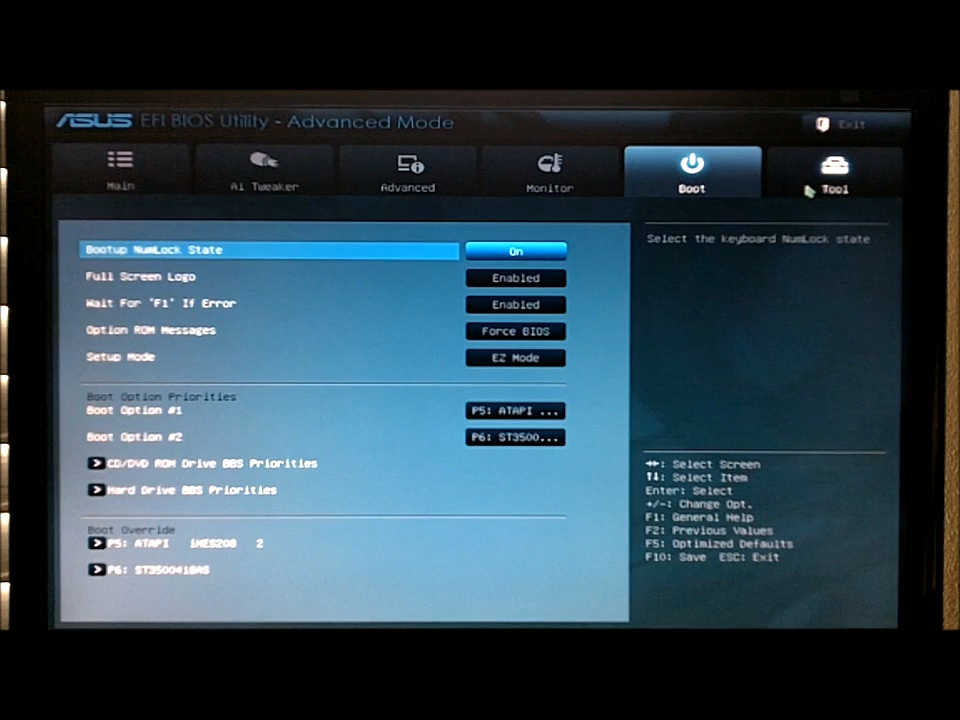 ASUS EFI BIOS Utility - Advanced Mode
Exit
Main
Ai Tweaker
Advanced
Monitor
Boot
Tool
Bootup NumLock State
On
Full Screen Logo
Enabled
Wait For 'F1' If Error
Enabled
Option ROM Messages
Force BIOS
Setup Mode
EZ Mode
Boot Option Priorities
Boot Option #1
P5: ATAPI ...
Boot Option #2
P6: ST3500...
CD/DVD ROM Drive BBS Priorities
Hard Drive BBS Priorities
Boot Override
P5: ATAPI iHES208 2
P6: ST3500418AS
Select the keyboard NumLock state
→←: Select Screen
↑↓: Select Item
Enter: Select
+/-: Change Opt.
F1: General Help
F2: Previous Values
F5: Optimized Defaults
F10: Save ESC: Exit